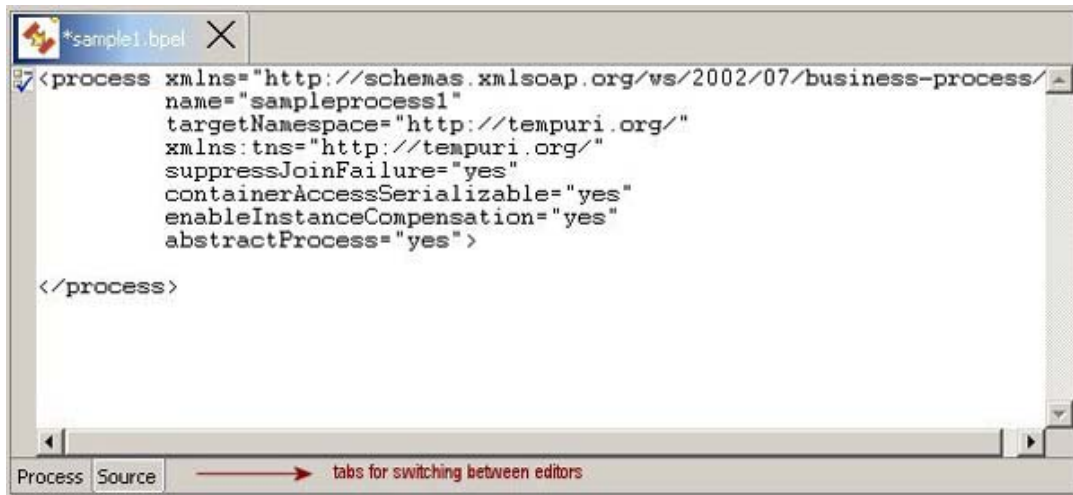 *sample1.bpel
<process xmlns="http://schemas.xmlsoap.org/ws/2002/07/business-process/
name="sampleprocess1"
targetNamespace="http://tempuri.org/"
xmlns:tns="http://tempuri.org/"
suppressJoinFailure="yes"
containerAccessSerializable="yes"
enableInstanceCompensation="yes"
abstractProcess="yes">
</process>
Process Source tabs for switching between editors